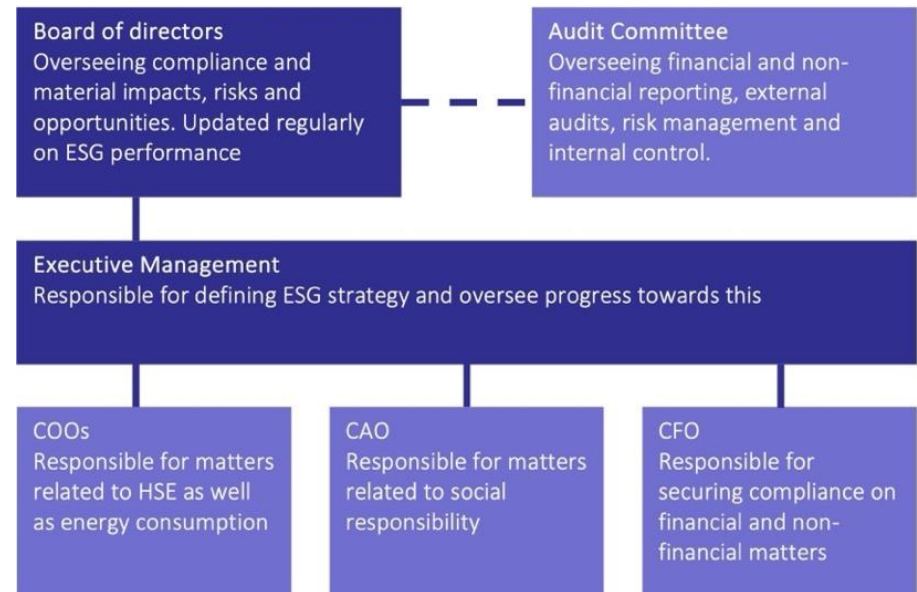 Board of directors
Overseeing compliance and
material impacts, risks and
opportunities. Updated regularly
on ESG performance
Audit Committee
Overseeing financial and non-
financial reporting, external
audits, risk management and
internal control.
Executive Management
Responsible for defining ESG strategy and oversee progress towards this
COOs
Responsible for matters
related to HSE as well
as energy consumption
CAO
Responsible for matters
related to social
responsibility
CFO
Responsible for
securing compliance on
financial and non-
financial matters